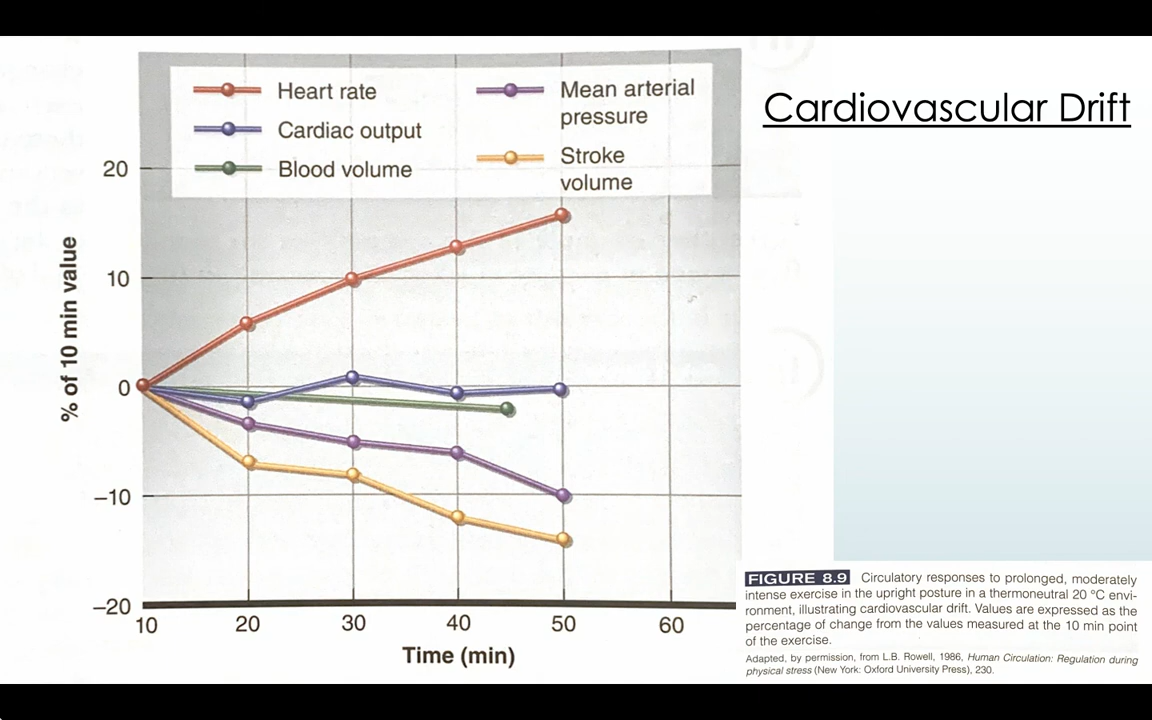 Cardiovascular Drift
Heart rate
Cardiac output
Blood volume
Mean arterial
pressure
Stroke
volume
% of 10 min value
20
10
0
−10
−20
10
20
30
40
50
60
Time (min)
FIGURE 8.9 Circulatory responses to prolonged, moderately
intense exercise in the upright posture in a thermoneutral 20 °C envi-
ronment, illustrating cardiovascular drift. Values are expressed as the
percentage of change from the values measured at the 10 min point
of the exercise.
Adapted, by permission, from L.B. Rowell, 1986, Human Circulation: Regulation during
physical stress (New York: Oxford University Press), 230.